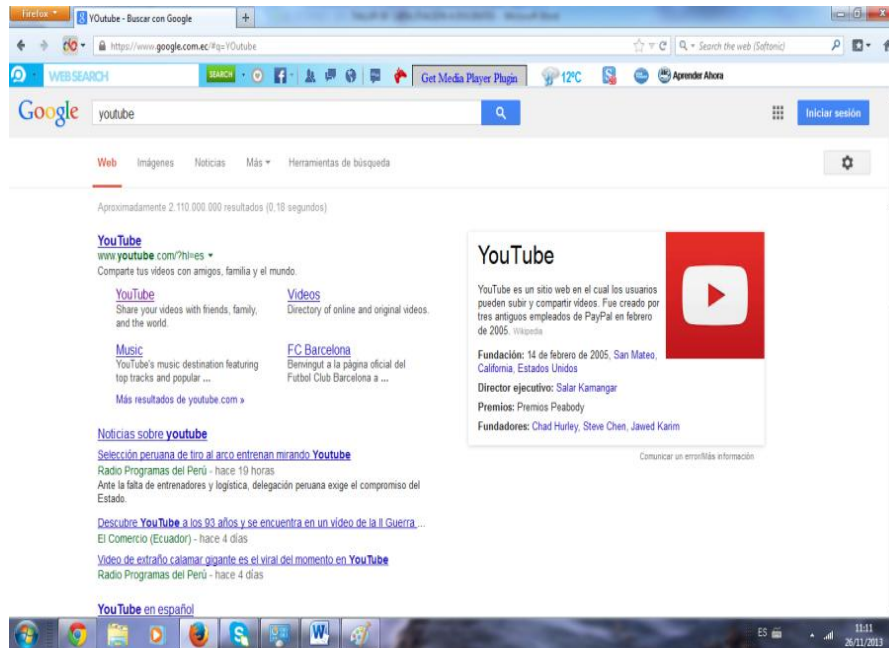 Firefox
YOutube - Buscar con Google
+
https://www.google.com.ec/#q=YOutube
Search the web (Softonic)
WEBSEARCH
SEARCH
Get Media Player Plugin
12ºC
Aprender Ahora
Google
youtube
Iniciar sesión
Web Imágenes Noticias Más Herramientas de búsqueda
Aproximadamente 2.110.000.000 resultados (0,18 segundos)
YouTube
www.youtube.com/?hl=es
Comparte tus vídeos con amigos, familia y el mundo.
YouTube
Share your videos with friends, family,
and the world.
Videos
Directory of online and original videos.
Music
YouTube's music destination featuring
top tracks and popular ...
FC Barcelona
Benvingut a la pàgina oficial del
Futbol Club Barcelona a ...
Más resultados de youtube.com »
Noticias sobre youtube
Selección peruana de tiro al arco entrenan mirando Youtube
Radio Programas del Perú - hace 19 horas
Ante la falta de entrenadores y logística, delegación peruana exige el compromiso del
Estado.
Descubre YouTube a los 93 años y se encuentra en un vídeo de la II Guerra ...
El Comercio (Ecuador) - hace 4 días
Video de extraño calamar gigante es el viral del momento en YouTube
Radio Programas del Perú - hace 4 días
YouTube en español
YouTube
YouTube es un sitio web en el cual los usuarios
pueden subir y compartir vídeos. Fue creado por
tres antiguos empleados de PayPal en febrero
de 2005. Wikipedia
Fundación: 14 de febrero de 2005, San Mateo,
California, Estados Unidos
Director ejecutivo: Salar Kamangar
Premios: Premios Peabody
Fundadores: Chad Hurley, Steve Chen, Jawed Karim
Comunicar un error/Más información
ES
11:11
26/11/2013